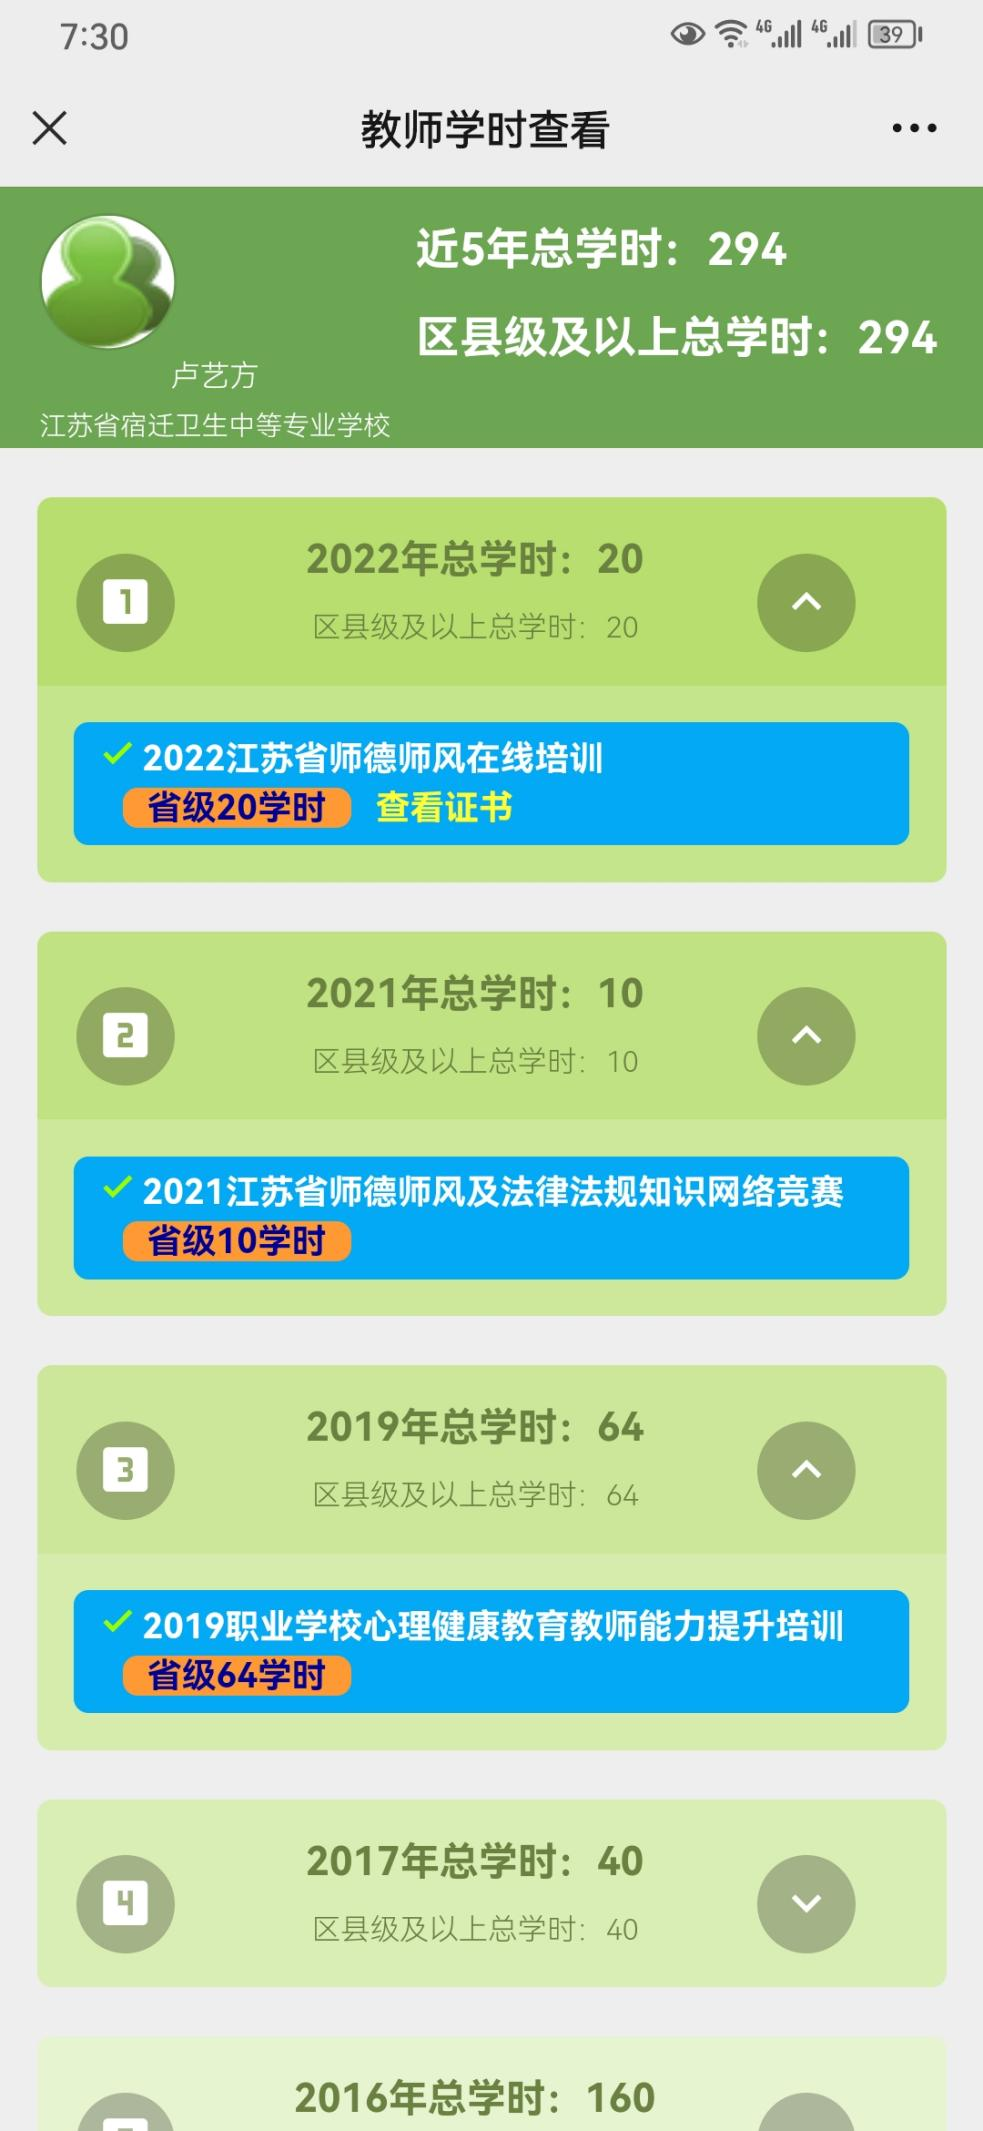 7:30
4G 4G 39
教师学时查看
近5年总学时：294
区县级及以上总学时：294
卢艺方
江苏省宿迁卫生中等专业学校
2022年总学时：20
1
区县级及以上总学时：20
2022江苏省师德师风在线培训
省级20学时 查看证书
2021年总学时：10
2
区县级及以上总学时：10
2021江苏省师德师风及法律法规知识网络竞赛
省级10学时
2019年总学时：64
3
区县级及以上总学时：64
2019职业学校心理健康教育教师能力提升培训
省级64学时
2017年总学时：40
4
区县级及以上总学时：40
2016年总学时：160